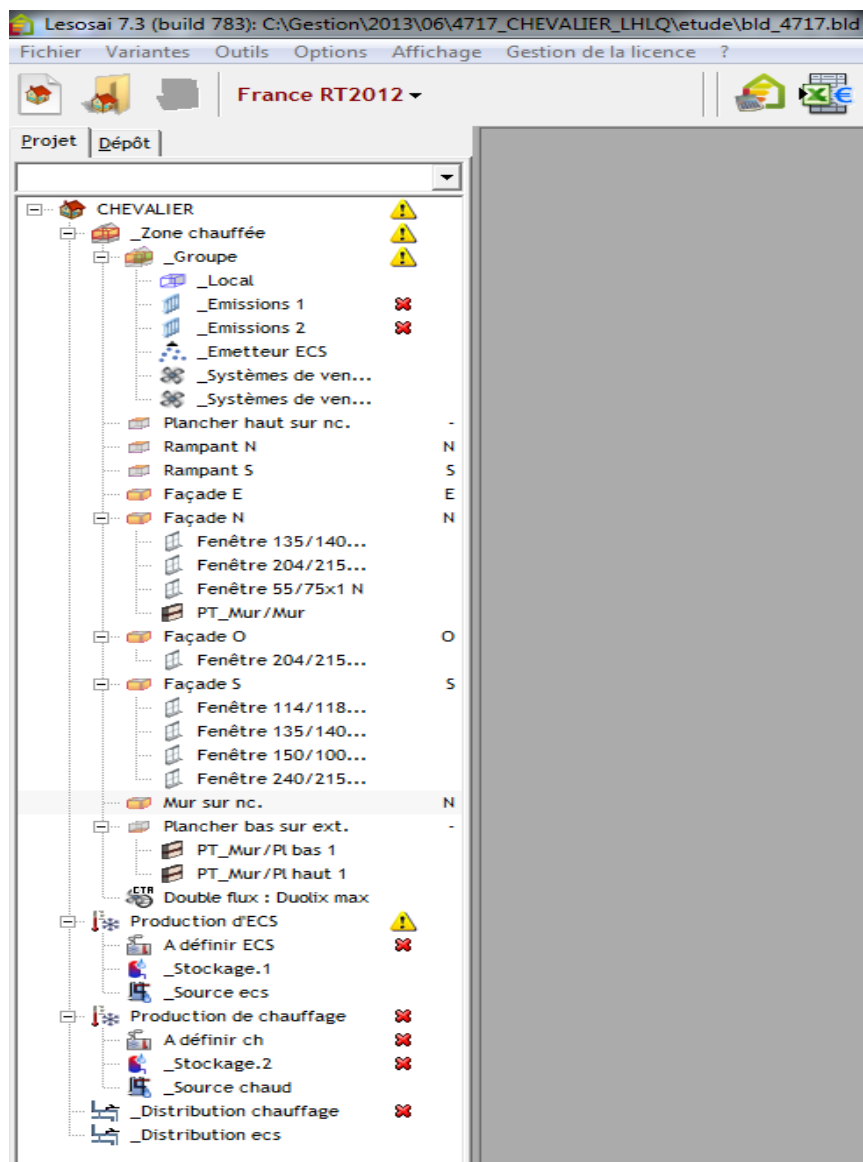 Lesosai 7.3 (build 783): C:\Gestion\2013\06\4717_CHEVALIER_LHLQ\etude\bld_4717.bld
Fichier Variantes Outils Options Affichage Gestion de la licence ?
France RT2012
Projet Dépôt
CHEVALIER
_Zone chauffée
_Groupe
_Local
_Emissions 1
_Emissions 2
_Emetteur ECS
_Systèmes de ven...
_Systèmes de ven...
Plancher haut sur nc. -
Rampant N N
Rampant S S
Façade E E
Façade N N
Fenêtre 135/140...
Fenêtre 204/215...
Fenêtre 55/75x1 N
PT_Mur/Mur
Façade O O
Fenêtre 204/215...
Façade S S
Fenêtre 114/118...
Fenêtre 135/140...
Fenêtre 150/100...
Fenêtre 240/215...
Mur sur nc. N
Plancher bas sur ext. -
PT_Mur/Pl bas 1
PT_Mur/Pl haut 1
CTA Double flux : Duolix max
Production d'ECS
A définir ECS
_Stockage.1
_Source ecs
Production de chauffage
A définir ch
_Stockage.2
_Source chaud
_Distribution chauffage
_Distribution ecs